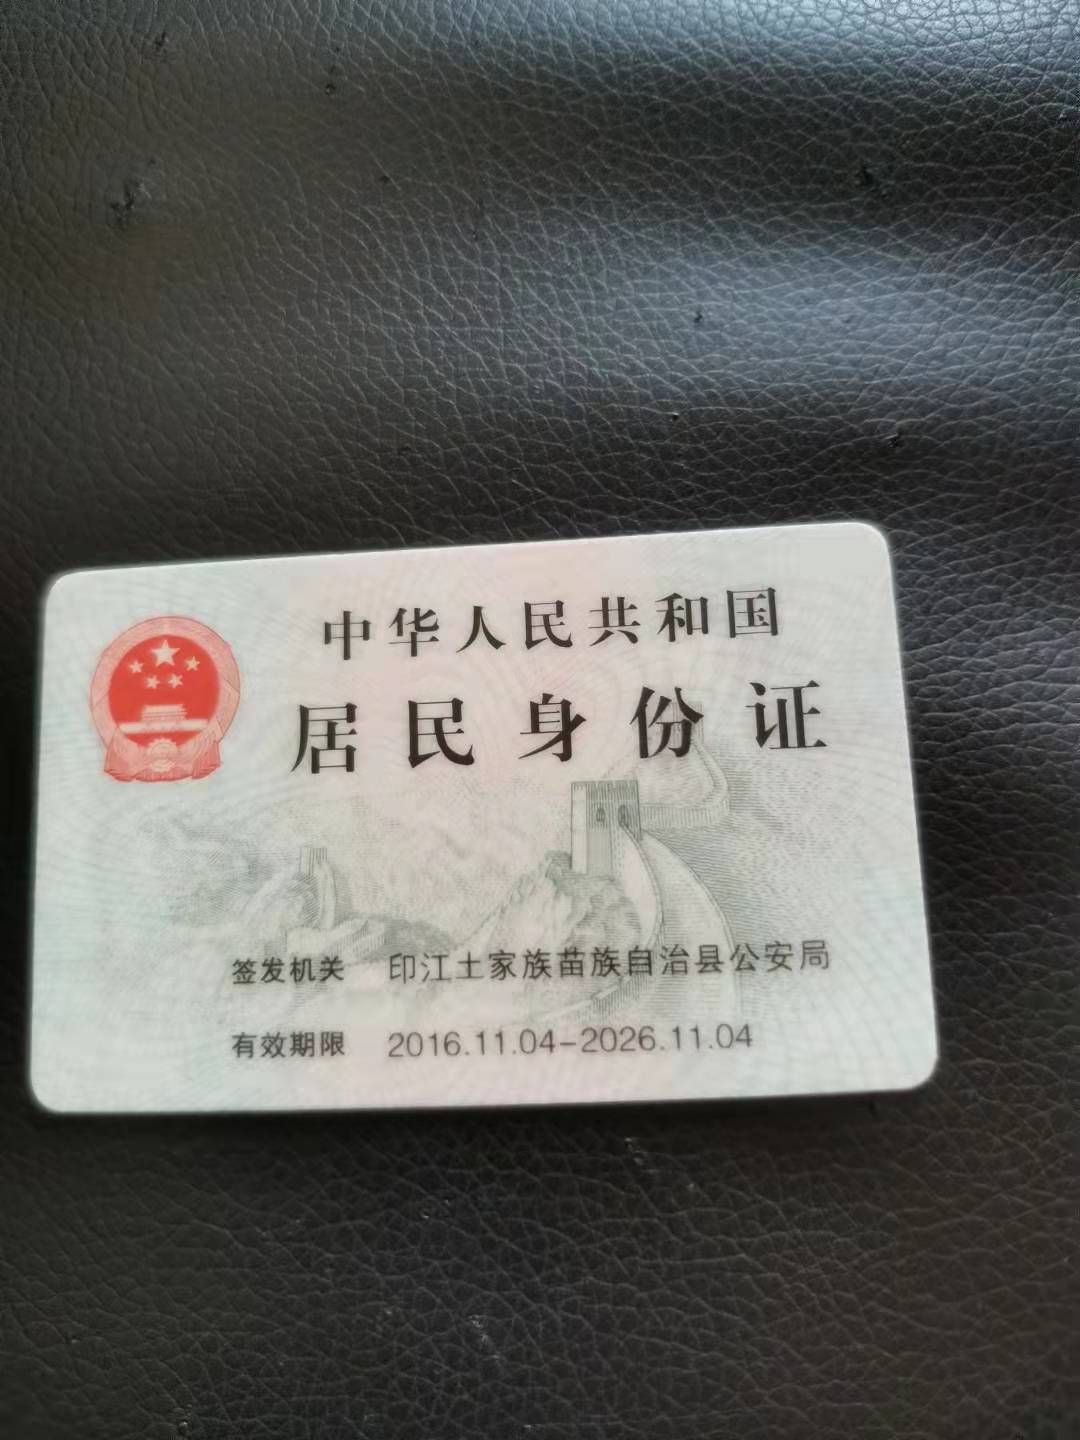 中华人民共和国
居民身份证
签发机关 印江土家族苗族自治县公安局
有效期限 2016.11.04-2026.11.04